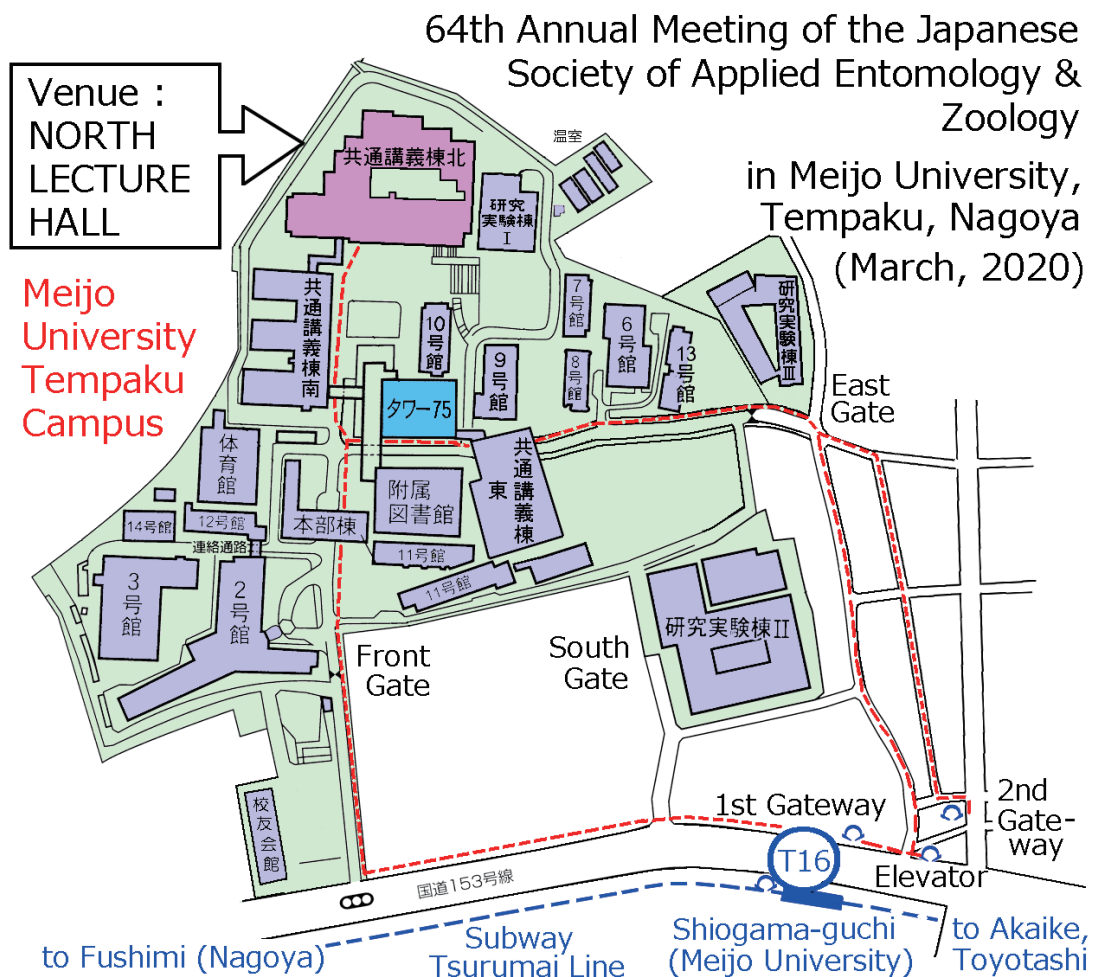 64th Annual Meeting of the Japanese
Society of Applied Entomology &
Zoology
in Meijo University,
Tempaku, Nagoya
(March, 2020)
Venue :
NORTH
LECTURE
HALL
Meijo
University
Tempaku
Campus
温室
共通講義棟北
研究
実験棟
I
共通講義棟南
10号館
7号館
6号館
研究実験棟III
9号館
8号館
13号館
タワー75
East
Gate
体育館
共通講義棟東
附属
図書館
本部棟
14号館
12号館
連絡通路
11号館
11号館
3号館
2号館
研究実験棟II
Front
Gate
South
Gate
校友会館
1st Gateway
2nd
Gate-
way
T16
Elevator
国道153号線
to Fushimi (Nagoya)
Subway
Tsurumai Line
Shiogama-guchi
(Meijo University)
to Akaike,
Toyotashi